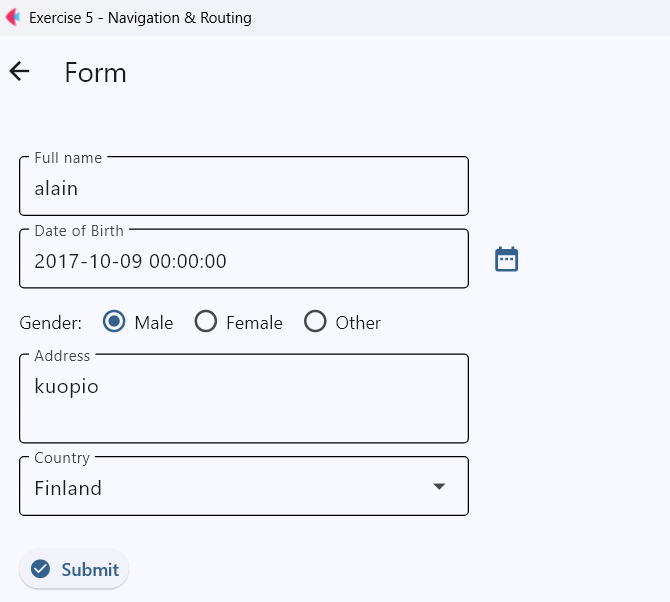 Exercise 5 - Navigation & Routing
Form
Full name
alain
Date of Birth
2017-10-09 00:00:00
Gender: Male Female Other
Address
kuopio
Country
Finland
Submit